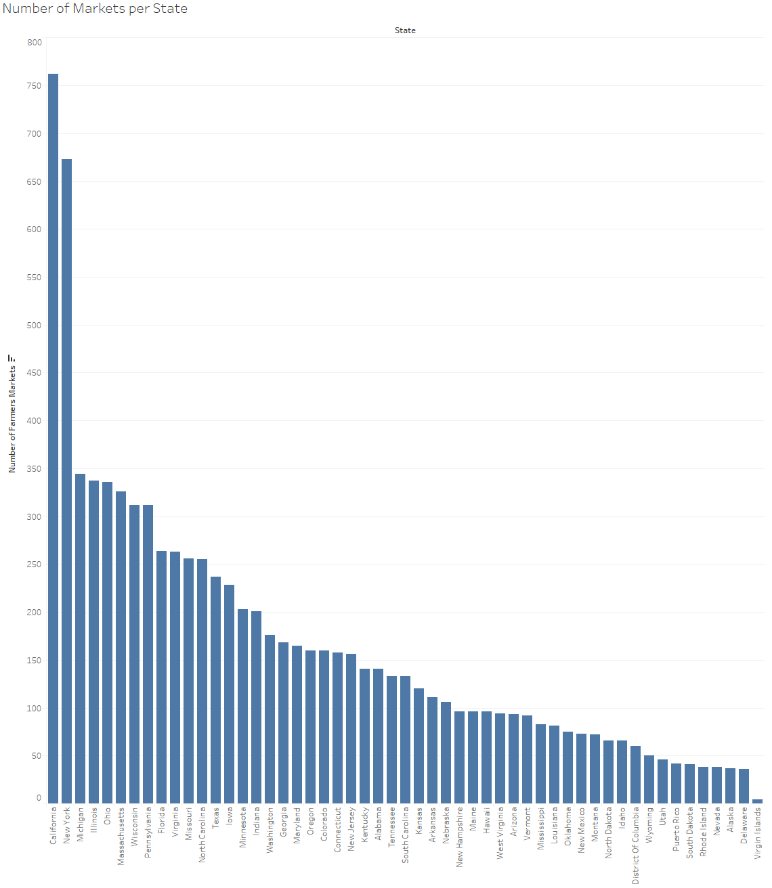 Number of Markets per State
State
Number of Farmers Markets
800
750
700
650
600
550
500
450
400
350
300
250
200
150
100
50
0
California
New York
Michigan
Illinois
Ohio
Massachusetts
Wisconsin
Pennsylvania
Florida
Virginia
Missouri
North Carolina
Texas
Iowa
Minnesota
Indiana
Washington
Georgia
Maryland
Oregon
Colorado
Connecticut
New Jersey
Kentucky
Alabama
Tennessee
South Carolina
Kansas
Arkansas
Nebraska
New Hampshire
Maine
Hawaii
West Virginia
Arizona
Vermont
Mississippi
Louisiana
Oklahoma
New Mexico
Montana
North Dakota
Idaho
District Of Columbia
Wyoming
Utah
Puerto Rico
South Dakota
Rhode Island
Nevada
Alaska
Delaware
Virgin Islands